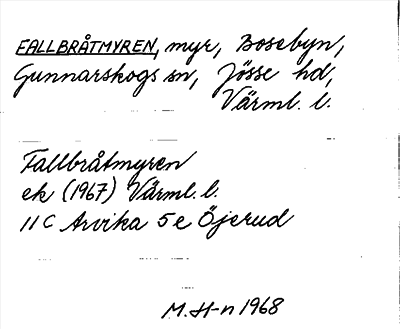 FALLBRÅTMYREN, myr, Bosebyn,
Gunnarskogs sn, Jösse hd,
Värml. l.
Fallbråtmyren
ek (1967) Värml. l.
11 C Arvika 5 e Öjerud
M. H-n 1968